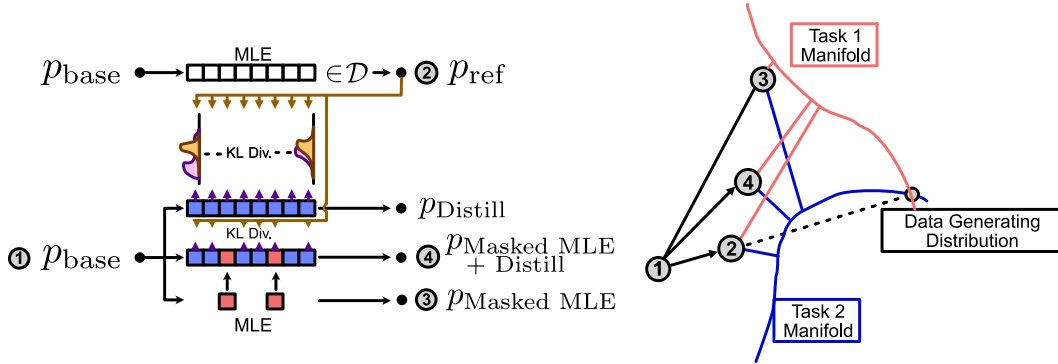 MLE
p_base
∈ D
② p_ref
KL Div.
p_Distill
KL Div.
① p_base
④ p_Masked MLE + Distill
③ p_Masked MLE
MLE
Task 1
Manifold
3
4
2
1
Data Generating
Distribution
Task 2
Manifold